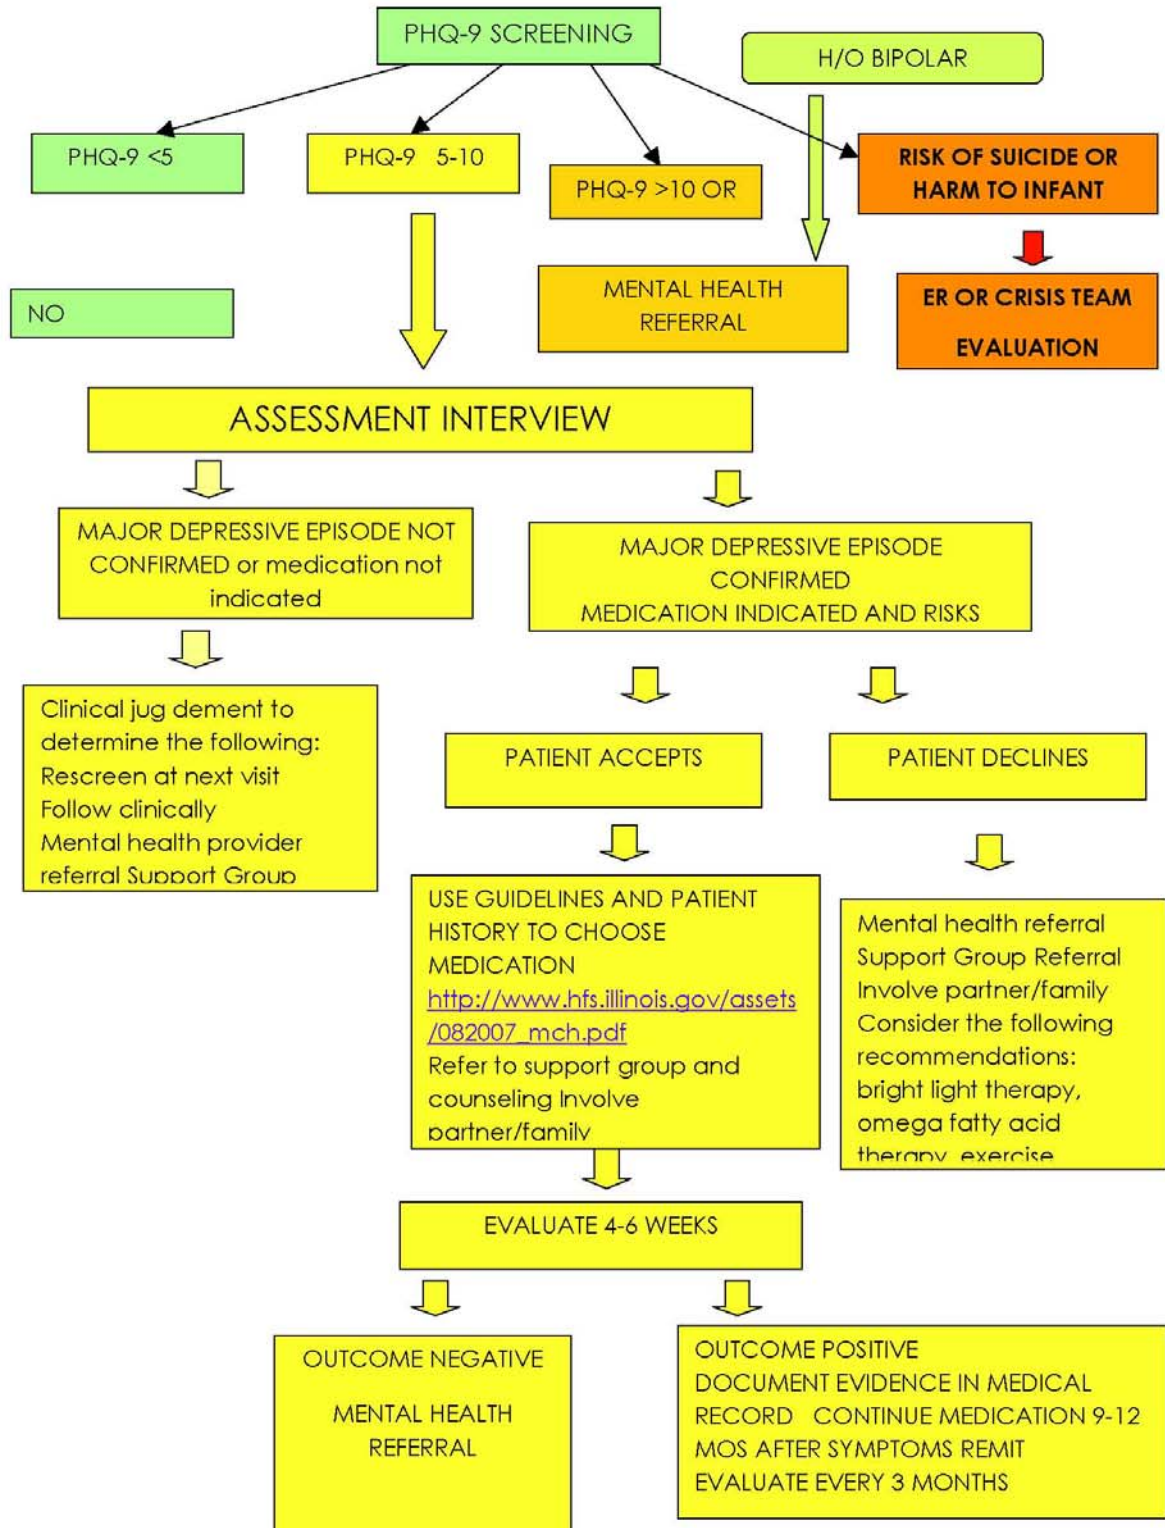 PHQ-9 SCREENING
H/O BIPOLAR
PHQ-9 <5
PHQ-9 5-10
PHQ-9 >10 OR
RISK OF SUICIDE OR
HARM TO INFANT
NO
MENTAL HEALTH
REFERRAL
ER OR CRISIS TEAM
EVALUATION
ASSESSMENT INTERVIEW
MAJOR DEPRESSIVE EPISODE NOT
CONFIRMED or medication not
indicated
MAJOR DEPRESSIVE EPISODE
CONFIRMED
MEDICATION INDICATED AND RISKS
Clinical jug dement to
determine the following:
Rescreen at next visit
Follow clinically
Mental health provider
referral Support Group
PATIENT ACCEPTS
PATIENT DECLINES
USE GUIDELINES AND PATIENT
HISTORY TO CHOOSE
MEDICATION
http://www.hfs.illinois.gov/assets
/082007_mch.pdf
Refer to support group and
counseling Involve
partner/family
Mental health referral
Support Group Referral
Involve partner/family
Consider the following
recommendations:
bright light therapy,
omega fatty acid
therapy, exercise
EVALUATE 4-6 WEEKS
OUTCOME NEGATIVE
MENTAL HEALTH
REFERRAL
OUTCOME POSITIVE
DOCUMENT EVIDENCE IN MEDICAL
RECORD CONTINUE MEDICATION 9-12
MOS AFTER SYMPTOMS REMIT
EVALUATE EVERY 3 MONTHS